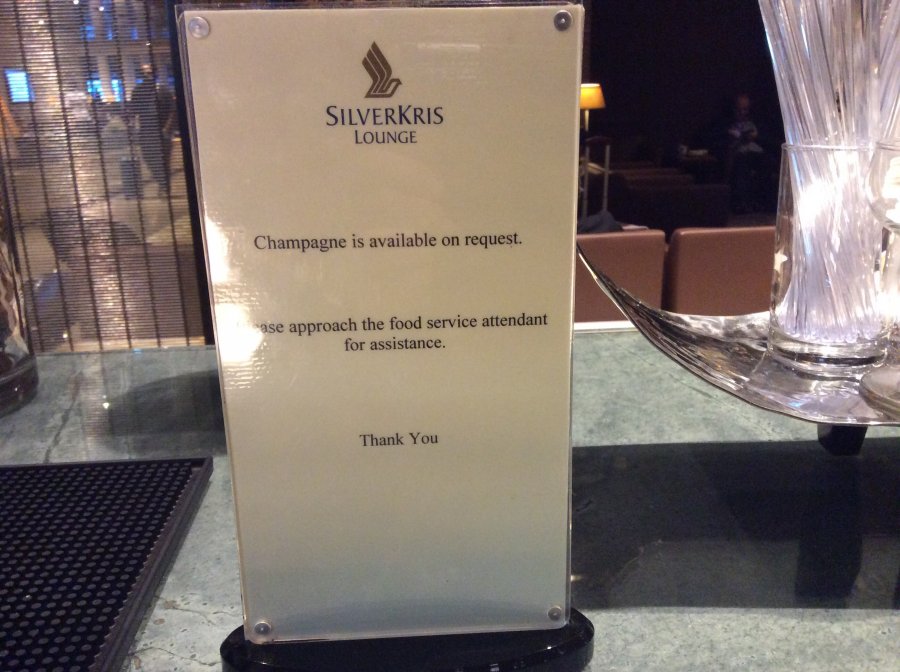 SILVERKRIS
LOUNGE
Champagne is available on request.
approach the food service attendant
for assistance.
Thank You